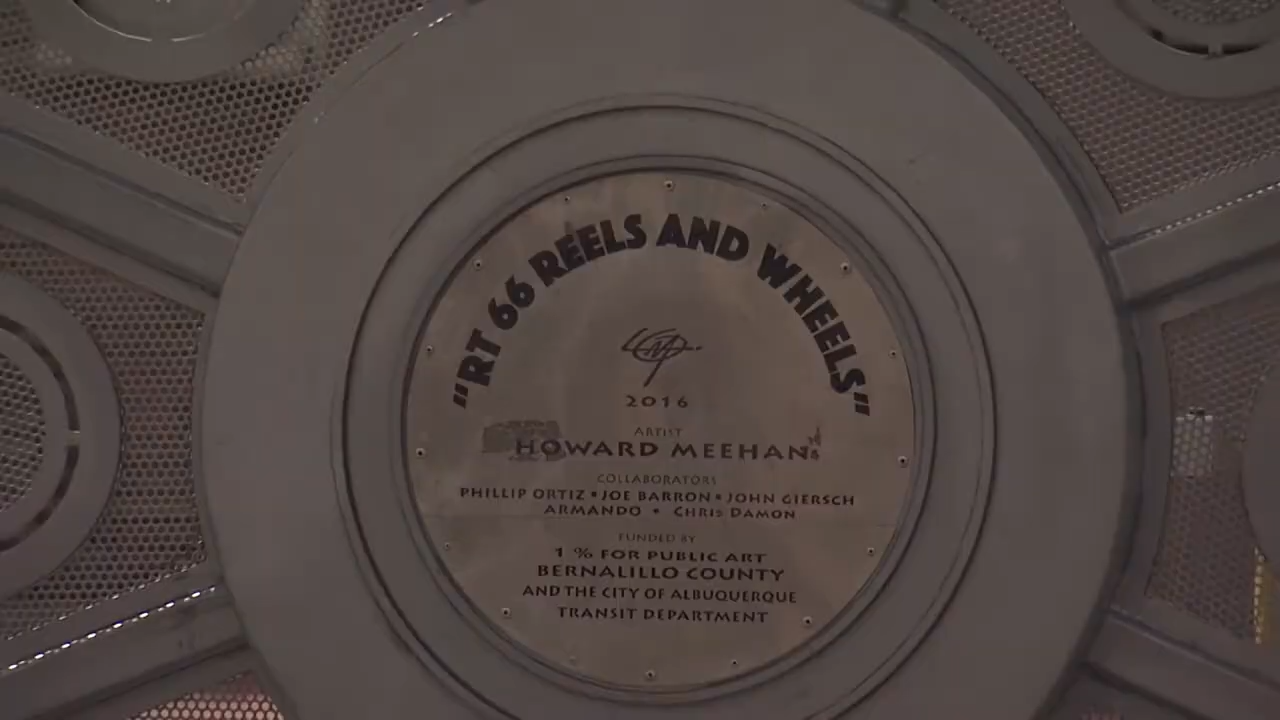 "RT 66 REELS AND WHEELS"
2016
ARTIST
HOWARD MEEHAN
COLLABORATORS
PHILLIP ORTIZ • JOE BARRON • JOHN GIERSCH
ARMANDO • CHRIS DAMON
FUNDED BY
1 % FOR PUBLIC ART
BERNALILLO COUNTY
AND THE CITY OF ALBUQUERQUE
TRANSIT DEPARTMENT